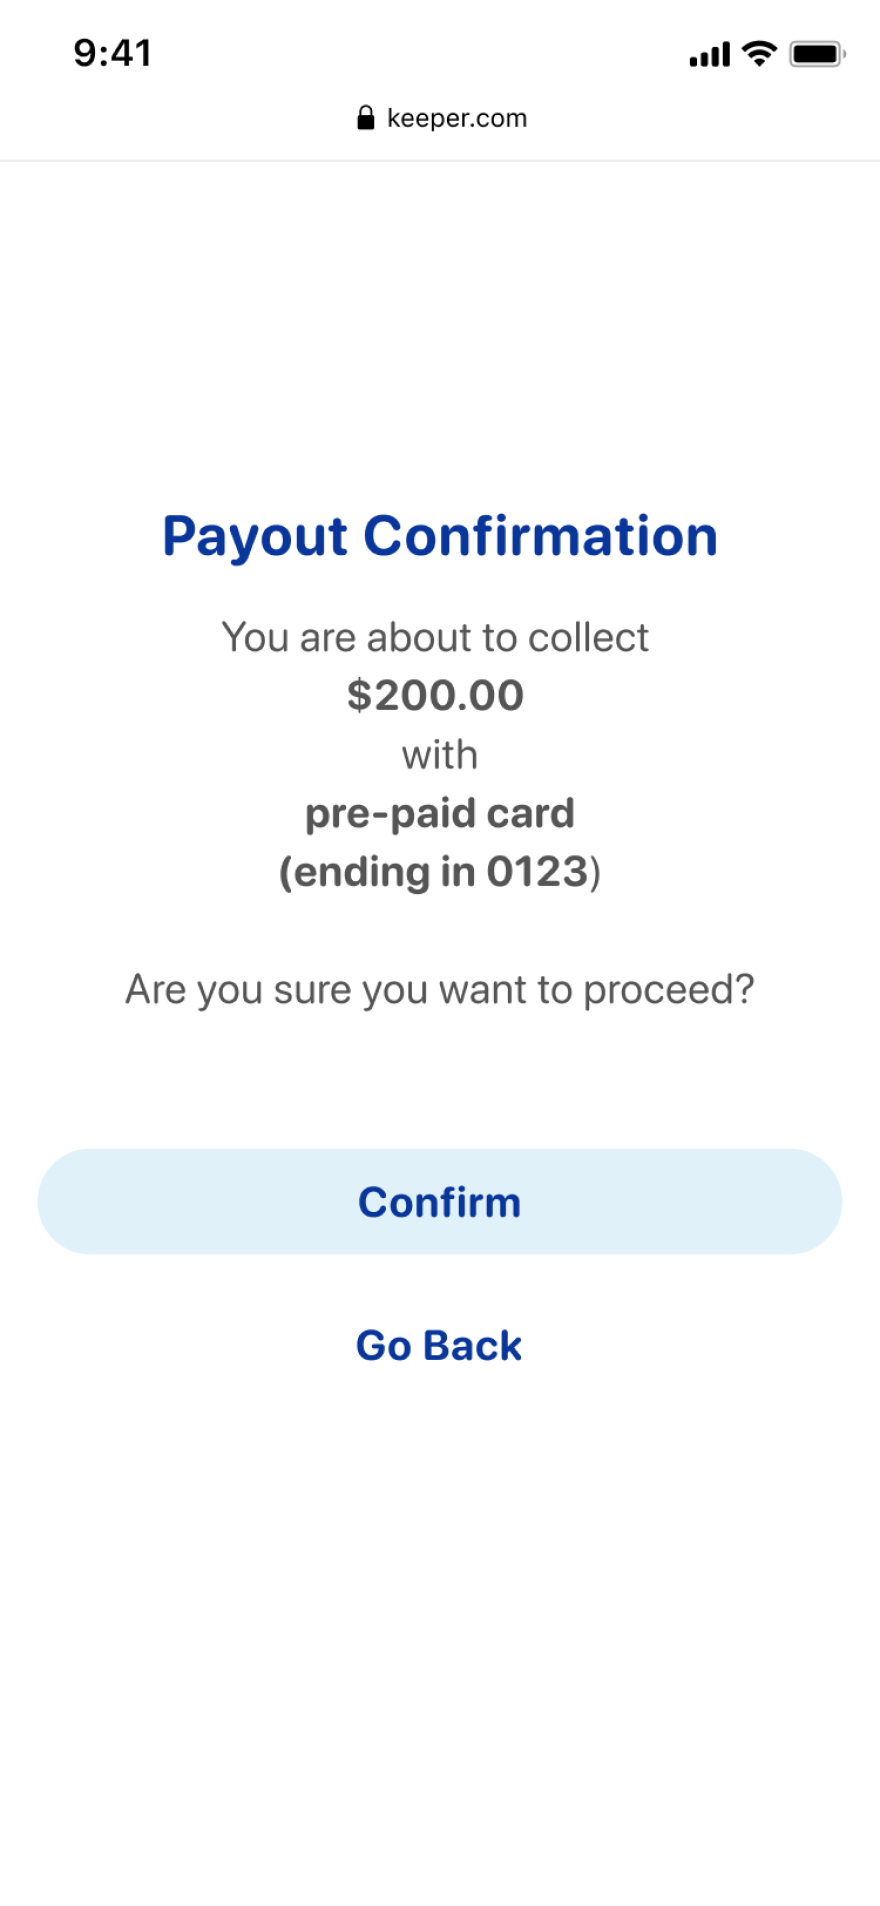 9:41
keeper.com
Payout Confirmation
You are about to collect
$200.00
with
pre-paid card
(ending in 0123)
Are you sure you want to proceed?
Confirm
Go Back